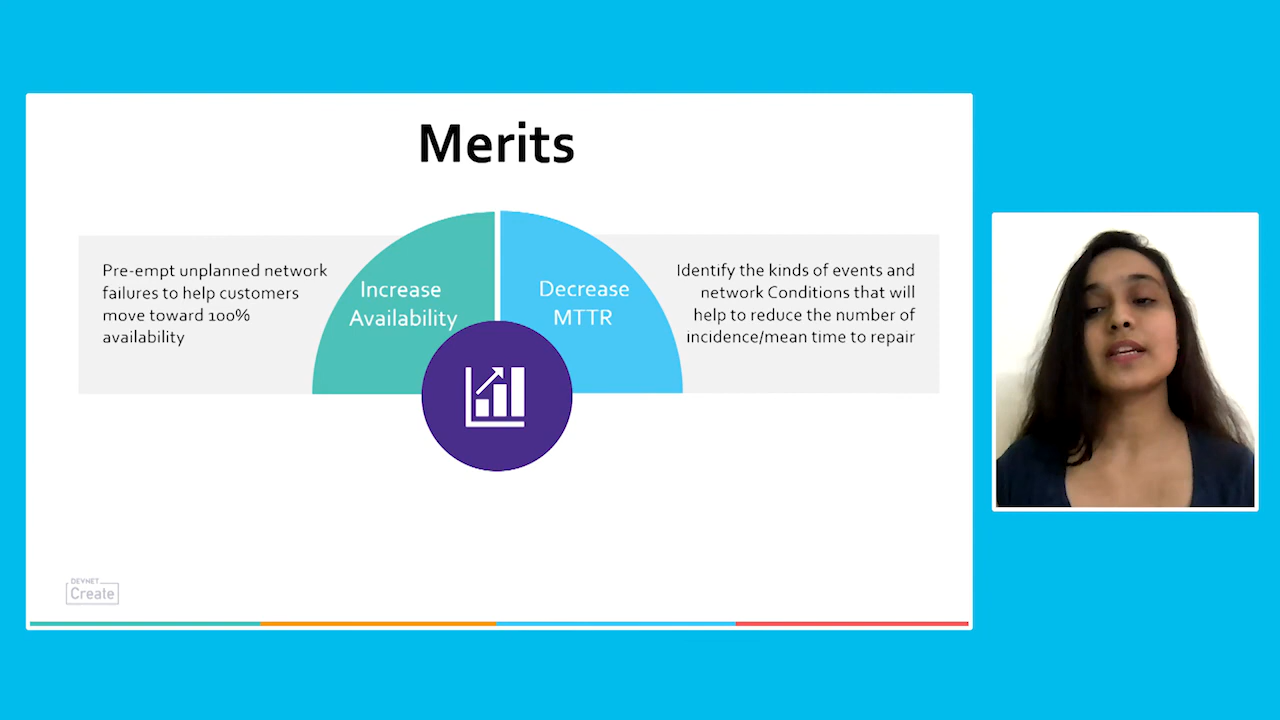 Merits
Pre-empt unplanned network
failures to help customers
move toward 100%
availability
Increase
Availability
Decrease
MTTR
Identify the kinds of events and
network Conditions that will
help to reduce the number of
incidence/mean time to repair
DEVNET
Create